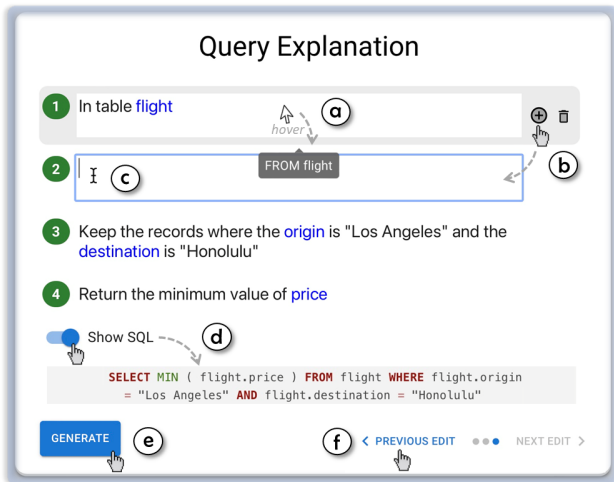 Query Explanation
1 In table flight
a
hover
FROM flight
b
2
c
3 Keep the records where the origin is "Los Angeles" and the
destination is "Honolulu"
4 Return the minimum value of price
Show SQL
d
SELECT MIN ( flight.price ) FROM flight WHERE flight.origin
= "Los Angeles" AND flight.destination = "Honolulu"
GENERATE e f < PREVIOUS EDIT NEXT EDIT >